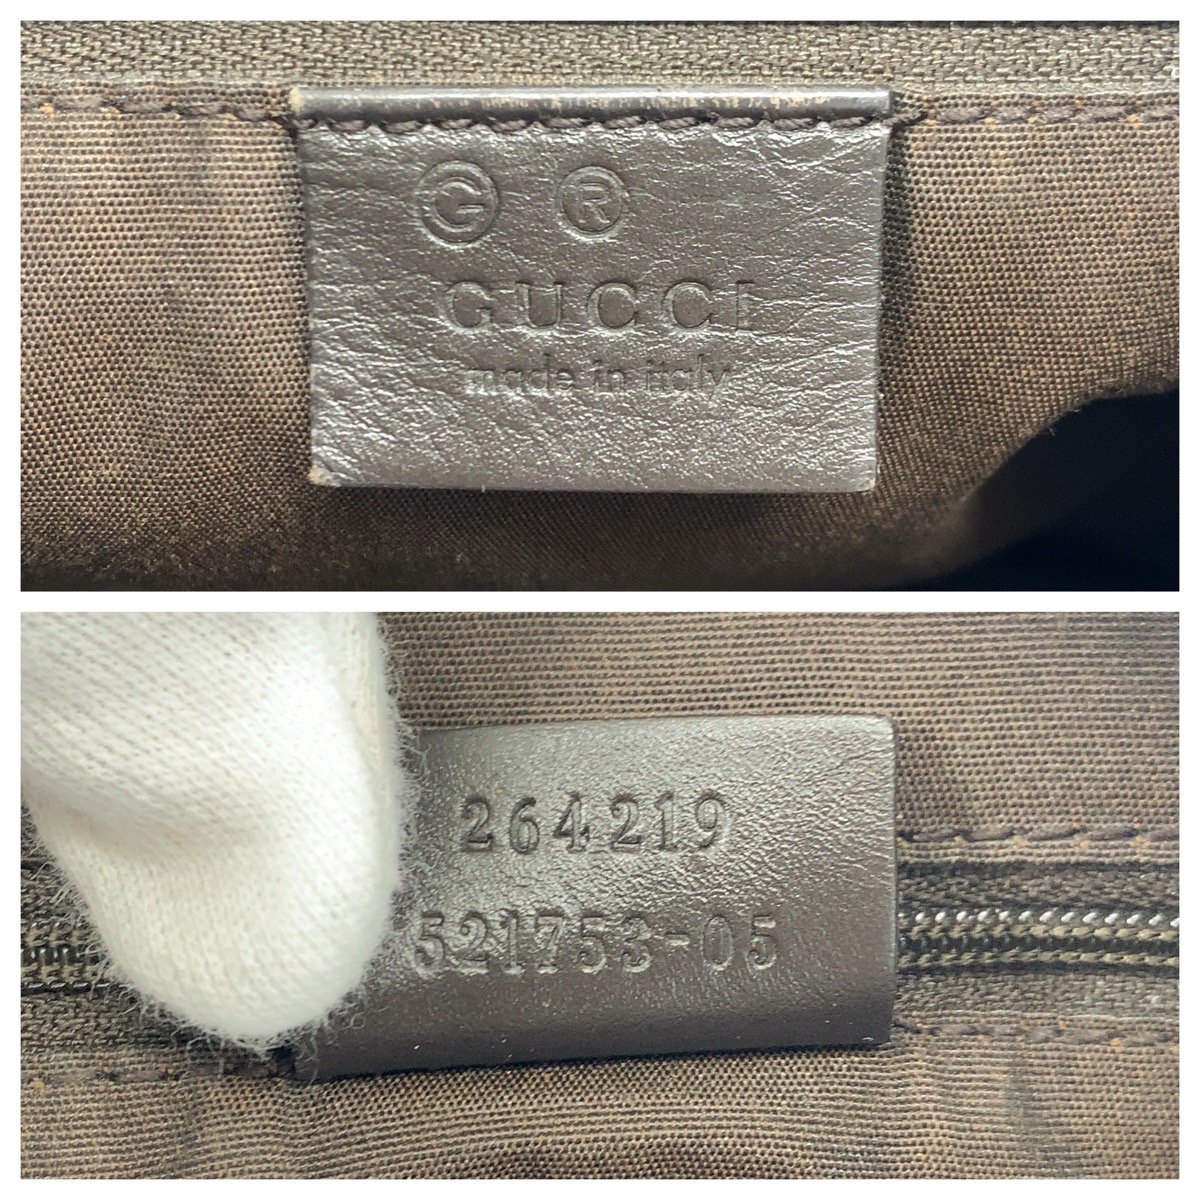 G ®
GUCCI
made in italy
264219
521753-05